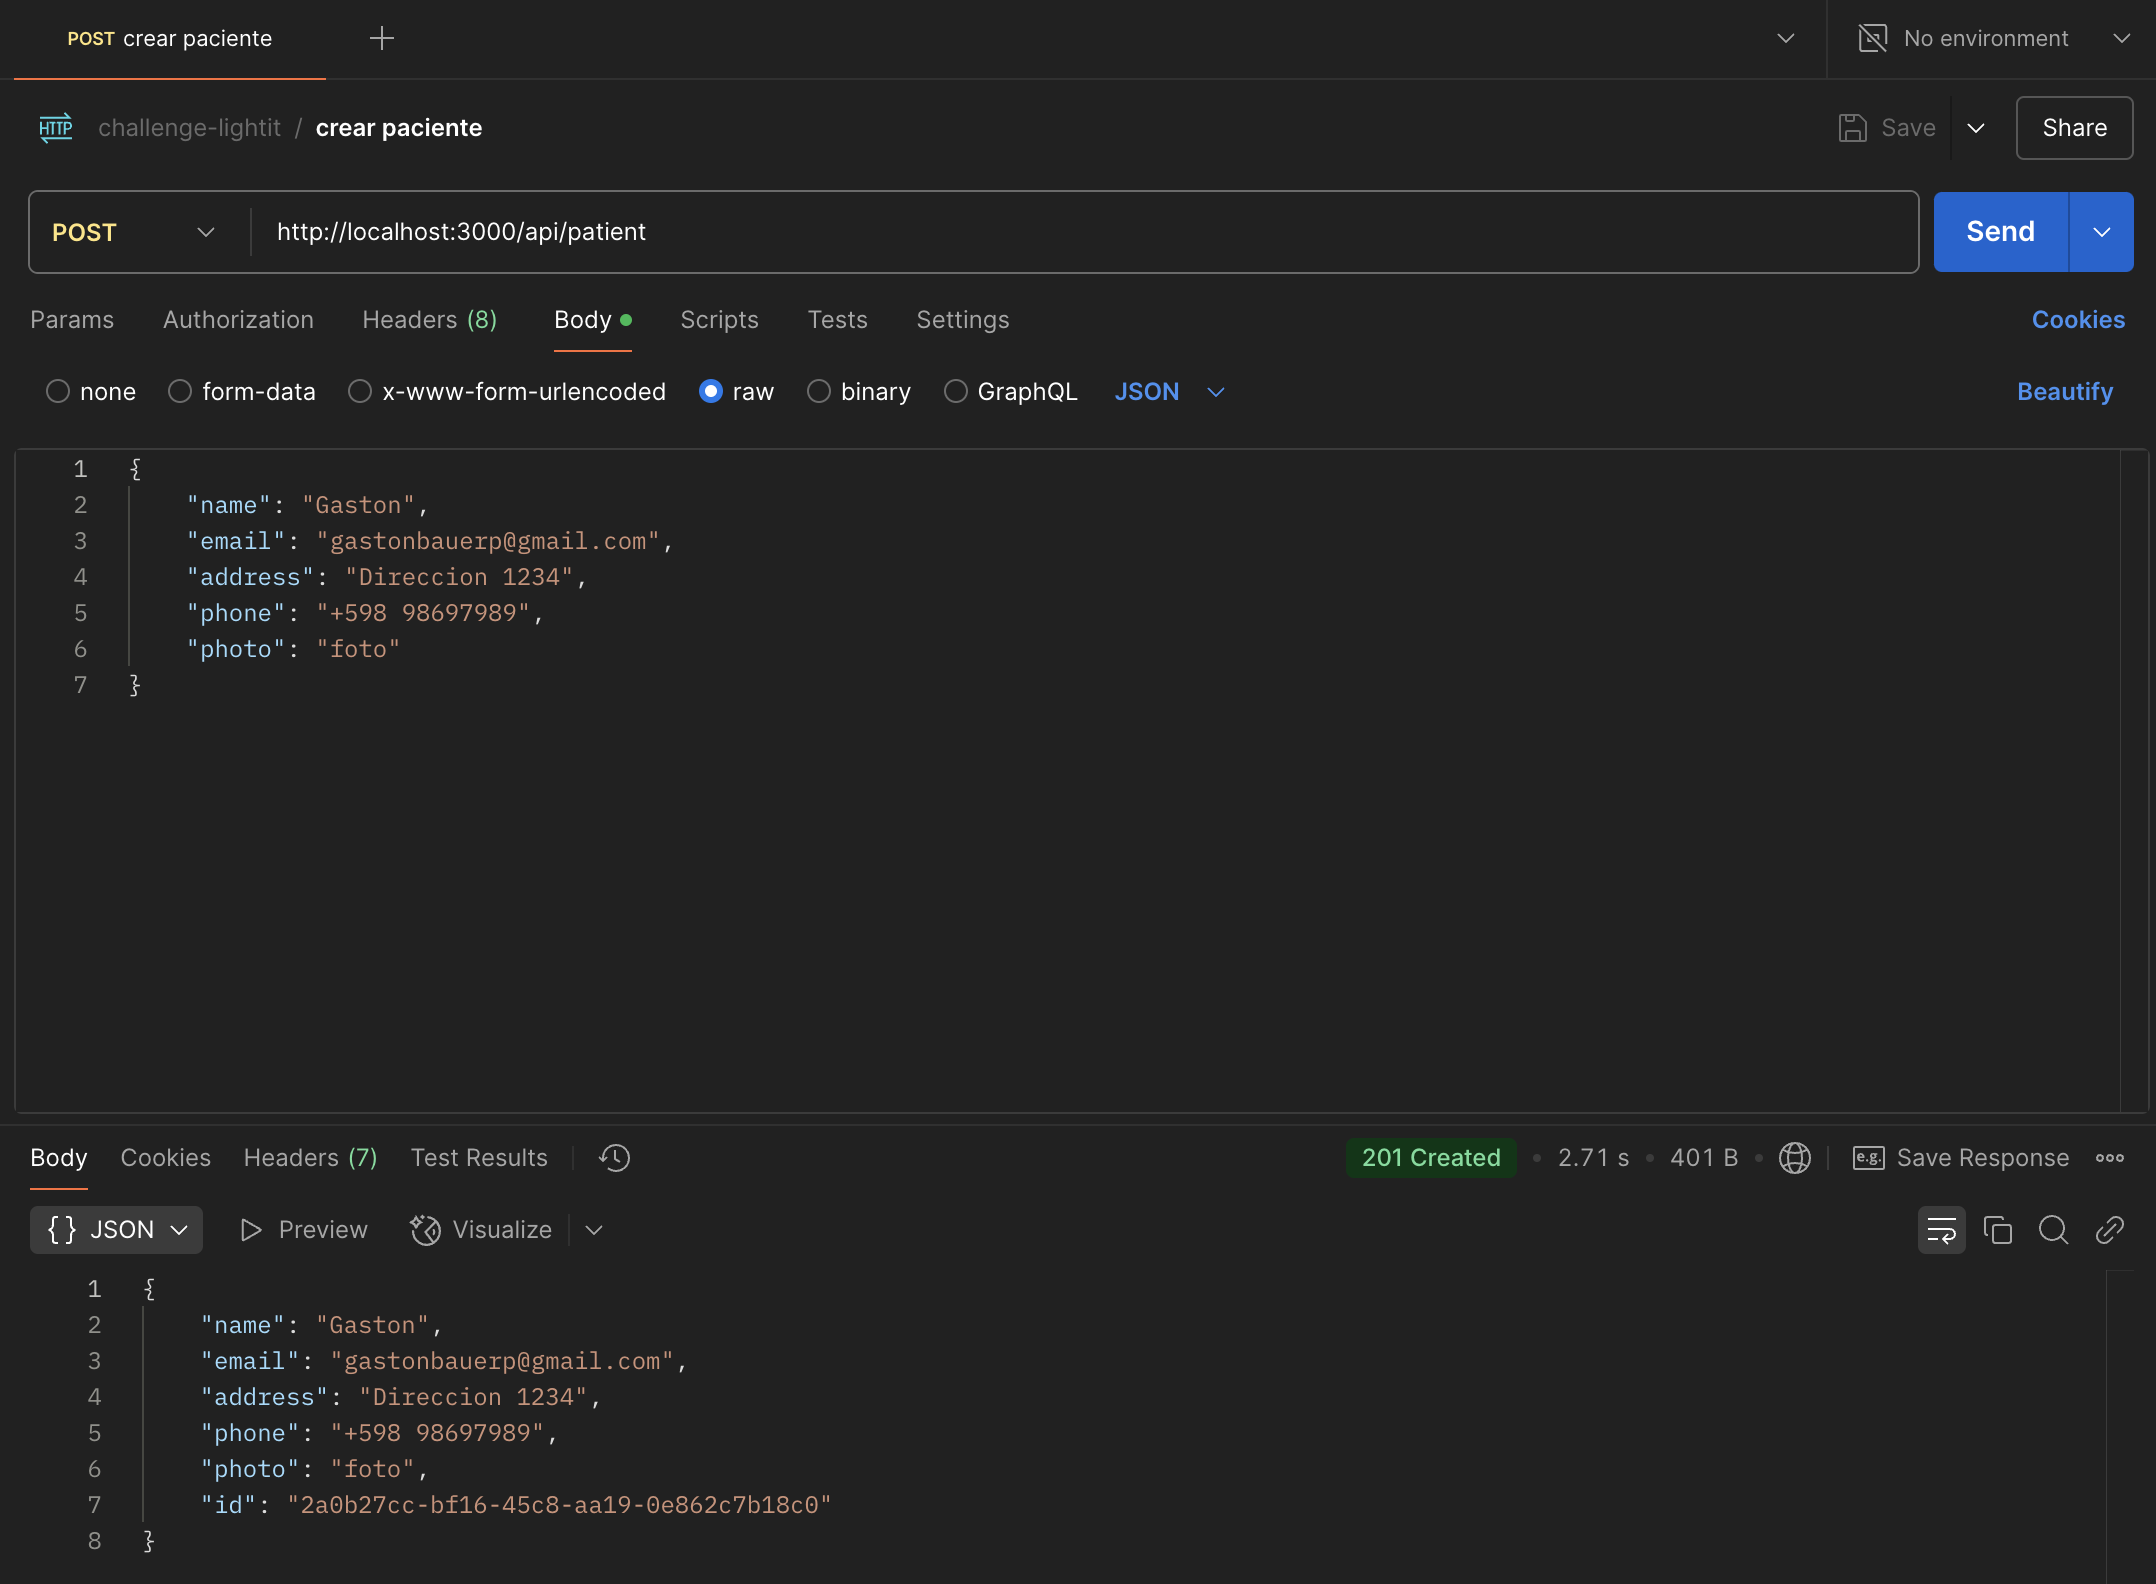 POST crear paciente
No environment
HTTP challenge-lightit / crear paciente
Save
Share
POST
http://localhost:3000/api/patient
Send
Params Authorization Headers (8) Body Scripts Tests Settings
Cookies
none form-data x-www-form-urlencoded raw binary GraphQL JSON
Beautify
1 {
2 "name": "Gaston",
3 "email": "gastonbauerp@gmail.com",
4 "address": "Direccion 1234",
5 "phone": "+598 98697989",
6 "photo": "foto"
7 }
Body Cookies Headers (7) Test Results
201 Created • 2.71 s • 401 B •
e.g. Save Response
{} JSON Preview Visualize
1 {
2 "name": "Gaston",
3 "email": "gastonbauerp@gmail.com",
4 "address": "Direccion 1234",
5 "phone": "+598 98697989",
6 "photo": "foto",
7 "id": "2a0b27cc-bf16-45c8-aa19-0e862c7b18c0"
8 }